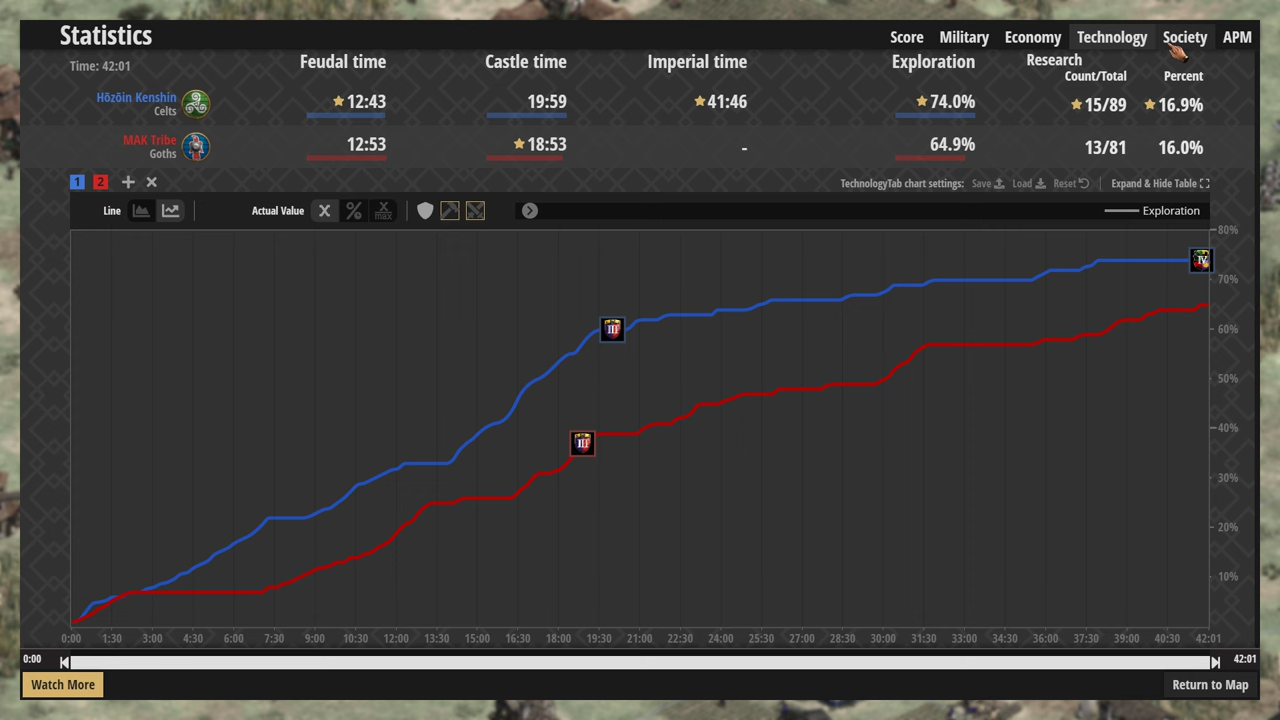 Statistics
Score Military Economy Technology Society APM
Time: 42:01
Feudal time Castle time Imperial time Exploration Research
Count/Total Percent
Hōzōin Kenshin
Celts
12:43 19:59 41:46 74.0% 15/89 16.9%
MAK Tribe
Goths
12:53 18:53 - 64.9% 13/81 16.0%
1 2 + ×
TechnologyTab chart settings: Save Load Reset Expand & Hide Table
Line Actual Value X % X max
Exploration
80%
70%
60%
50%
40%
30%
20%
10%
IV
III
III
0:00 1:30 3:00 4:30 6:00 7:30 9:00 10:30 12:00 13:30 15:00 16:30 18:00 19:30 21:00 22:30 24:00 25:30 27:00 28:30 30:00 31:30 33:00 34:30 36:00 37:30 39:00 40:30 42:01
0:00 42:01
Watch More Return to Map